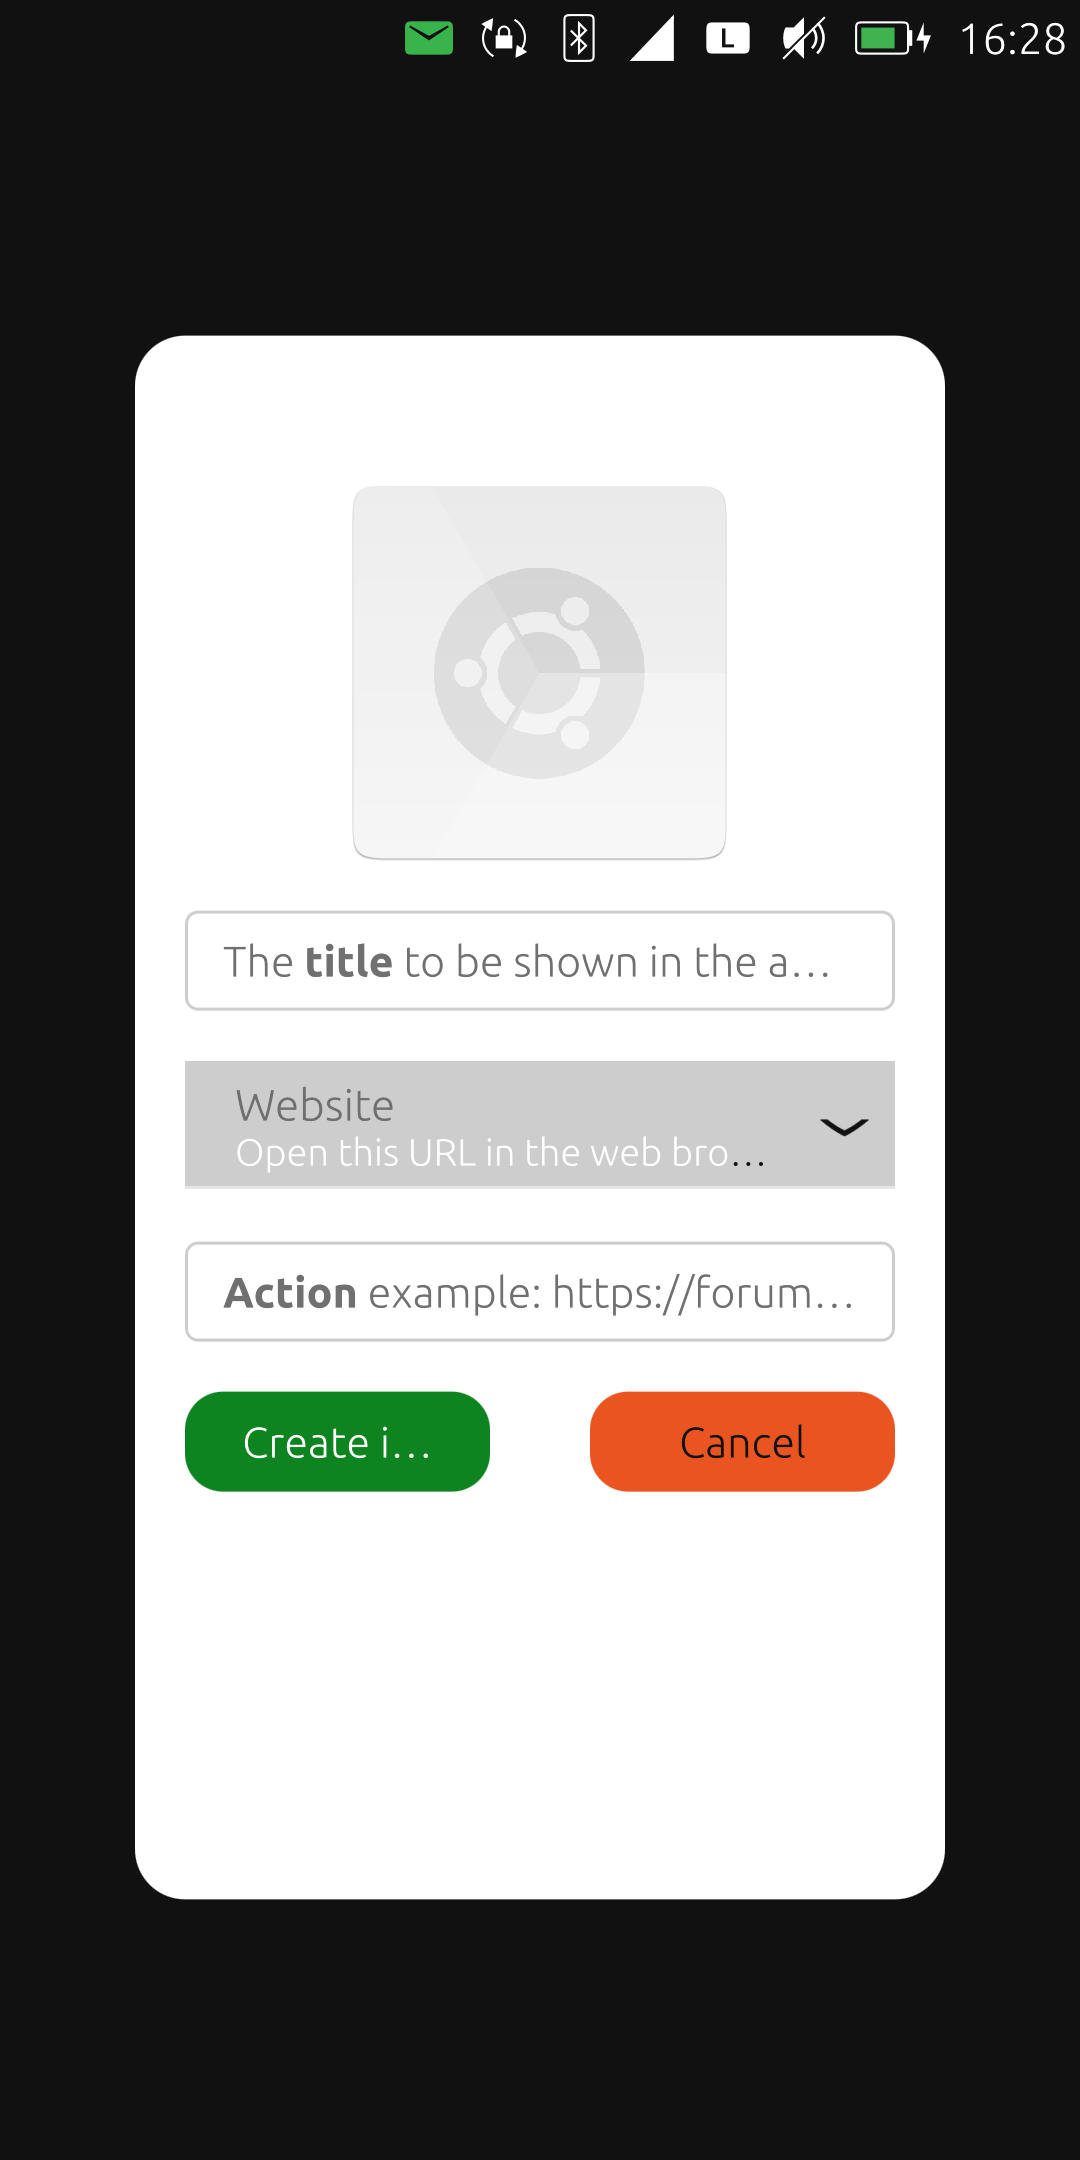 L 16:28
The title to be shown in the a…
Website
Open this URL in the web bro…
Action example: https://forum…
Create i…
Cancel